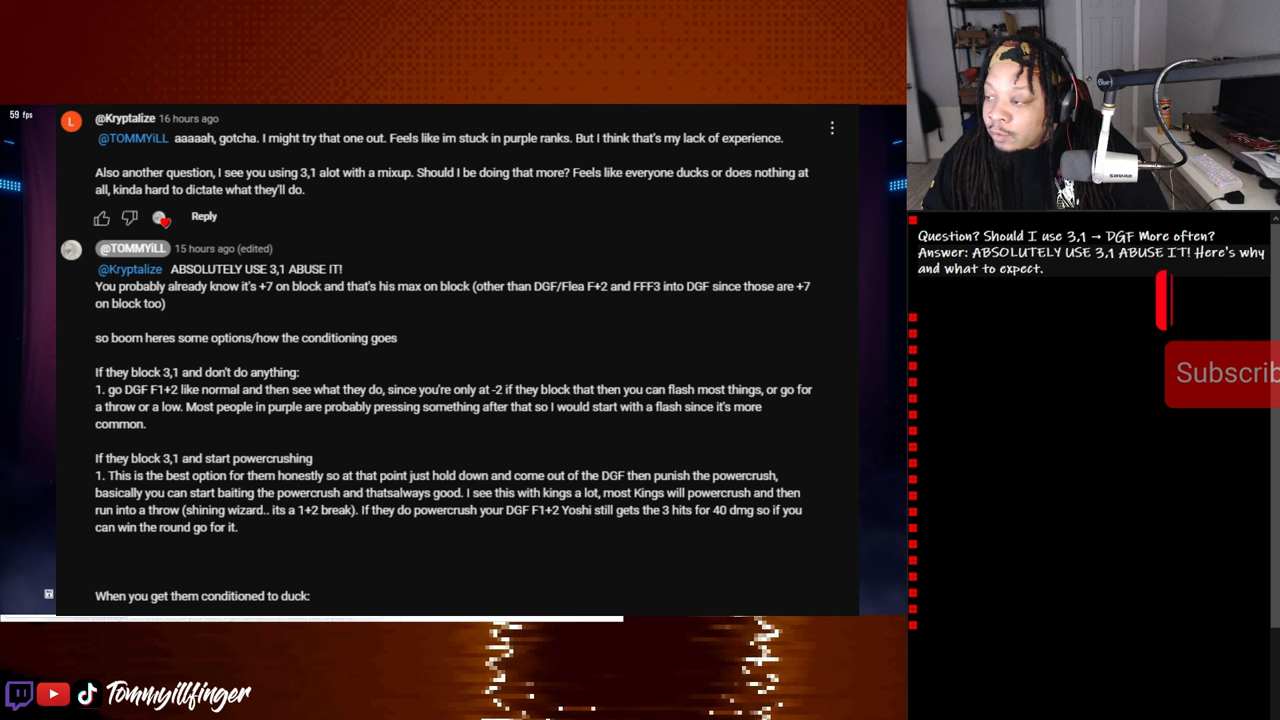 59 fps
L
@Kryptalize 16 hours ago
@TOMMYiLL aaaaah, gotcha. I might try that one out. Feels like im stuck in purple ranks. But I think that's my lack of experience.
Also another question, I see you using 3,1 alot with a mixup. Should I be doing that more? Feels like everyone ducks or does nothing at
all, kinda hard to dictate what they'll do.
Reply
@TOMMYiLL 15 hours ago (edited)
@Kryptalize ABSOLUTELY USE 3,1 ABUSE IT!
You probably already know it's +7 on block and that's his max on block (other than DGF/Flea F+2 and FFF3 into DGF since those are +7
on block too)
so boom heres some options/how the conditioning goes
If they block 3,1 and don't do anything:
1. go DGF F1+2 like normal and then see what they do, since you're only at -2 if they block that then you can flash most things, or go for
a throw or a low. Most people in purple are probably pressing something after that so I would start with a flash since it's more
common.
If they block 3,1 and start powercrushing
1. This is the best option for them honestly so at that point just hold down and come out of the DGF then punish the powercrush,
basically you can start baiting the powercrush and thatsalways good. I see this with kings a lot, most Kings will powercrush and then
run into a throw (shining wizard.. its a 1+2 break). If they do powercrush your DGF F1+2 Yoshi still gets the 3 hits for 40 dmg so if you
can win the round go for it.
When you get them conditioned to duck:
Question? Should I use 3,1 → DGF More often?
Answer: ABSOLUTELY USE 3,1 ABUSE IT! Here's why
and what to expect.
Subscrib
SHURE
Tommyillfinger